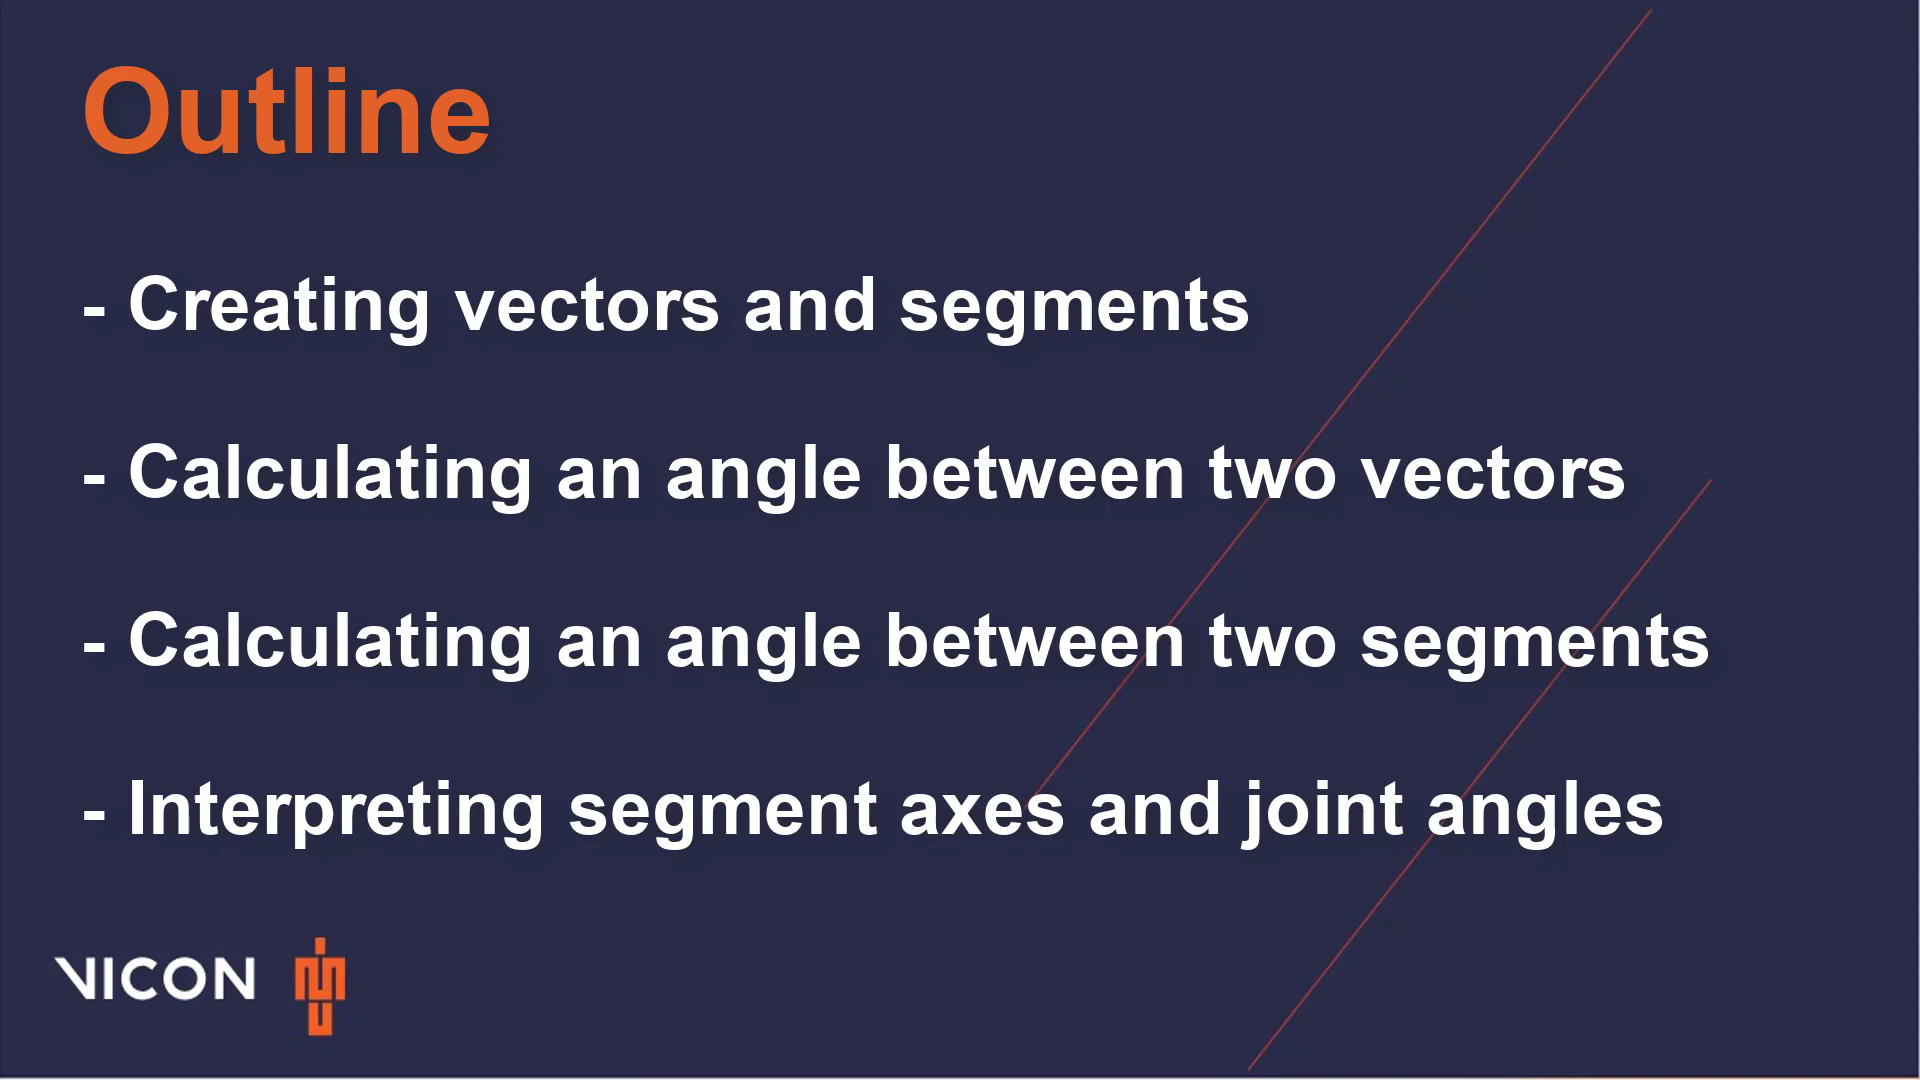 Outline
- Creating vectors and segments
- Calculating an angle between two vectors
- Calculating an angle between two segments
- Interpreting segment axes and joint angles
VICON